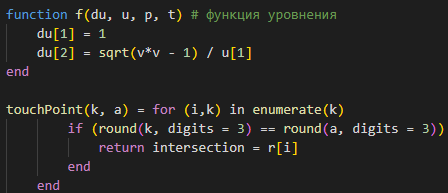 function f(du, u, p, t) # функция уровнения
    du[1] = 1
    du[2] = sqrt(v*v - 1) / u[1]
end

touchPoint(k, a) = for (i,k) in enumerate(k)
        if (round(k, digits = 3) == round(a, digits = 3))
            return intersection = r[i]
        end
    end